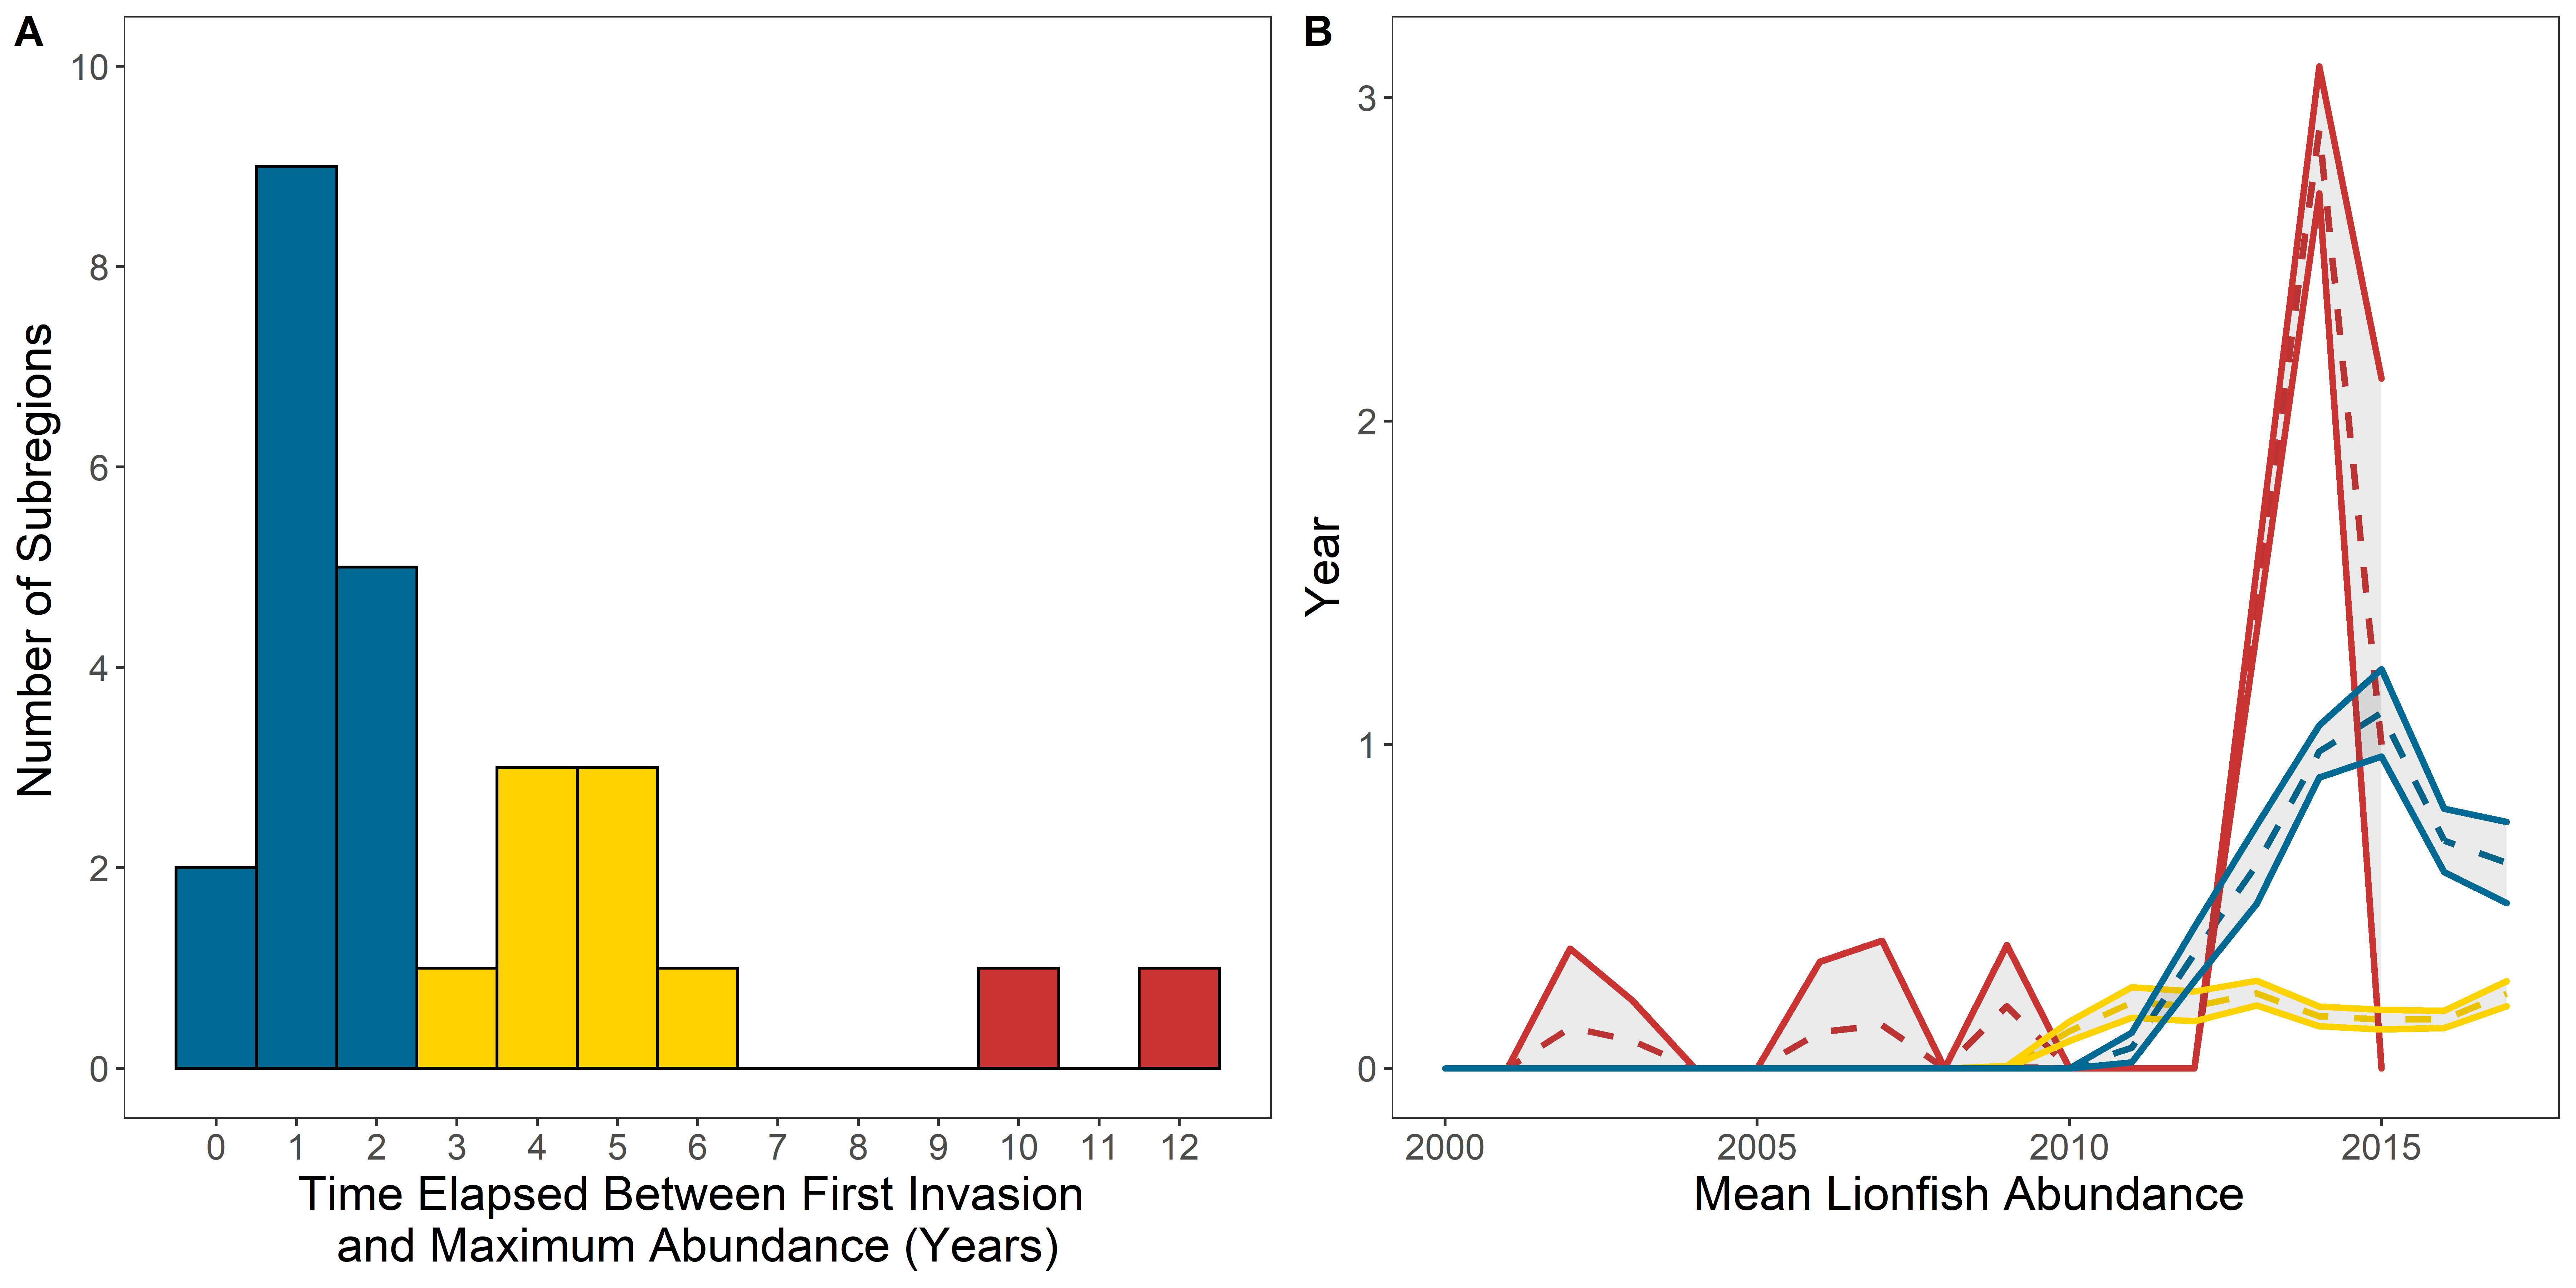 A
Number of Subregions
10
8
6
4
2
0
0 1 2 3 4 5 6 7 8 9 10 11 12
Time Elapsed Between First Invasion
and Maximum Abundance (Years)
B
Year
3
2
1
0
2000 2005 2010 2015
Mean Lionfish Abundance